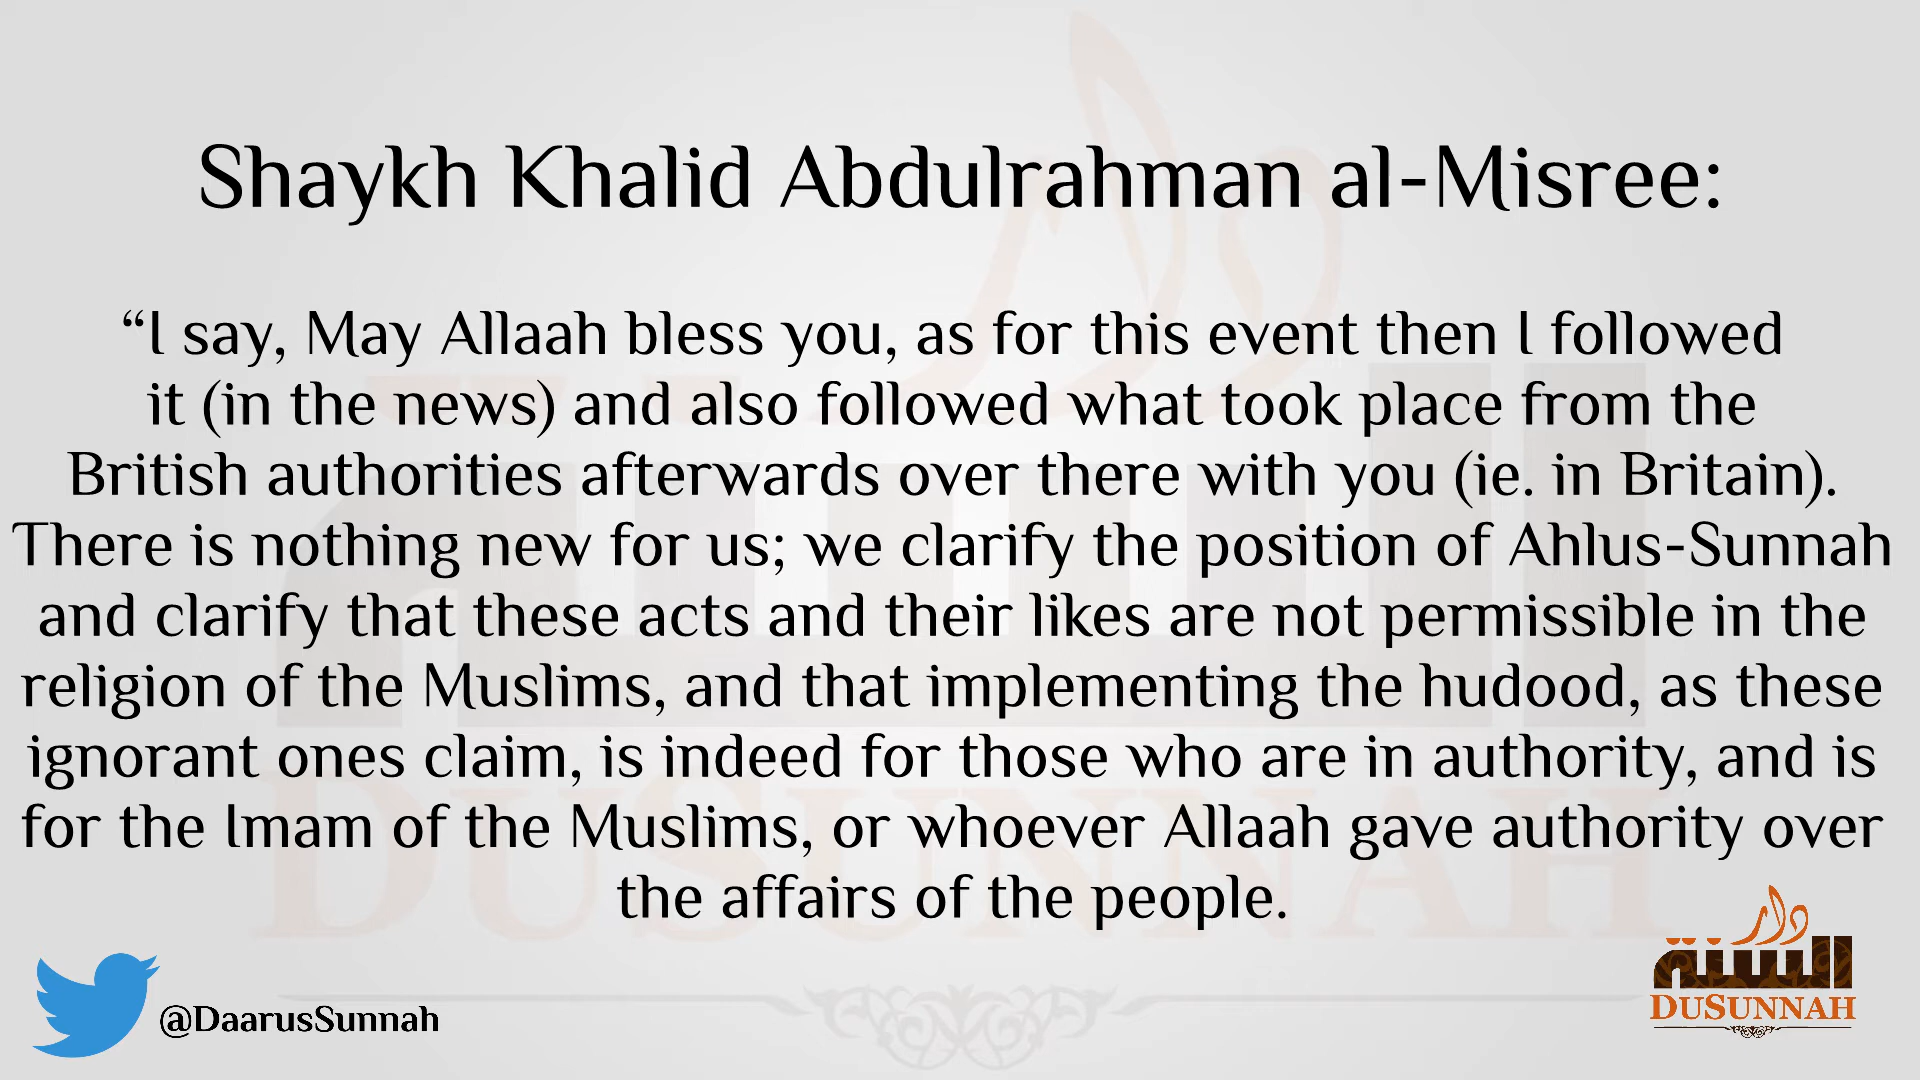 Shaykh Khalid Abdulrahman al-Misree:
“I say, May Allaah bless you, as for this event then I followed
it (in the news) and also followed what took place from the
British authorities afterwards over there with you (ie. in Britain).
There is nothing new for us; we clarify the position of Ahlus-Sunnah
and clarify that these acts and their likes are not permissible in the
religion of the Muslims, and that implementing the hudood, as these
ignorant ones claim, is indeed for those who are in authority, and is
for the Imam of the Muslims, or whoever Allaah gave authority over
the affairs of the people.
@DaarusSunnah
دار
السنة
DUSUNNAH